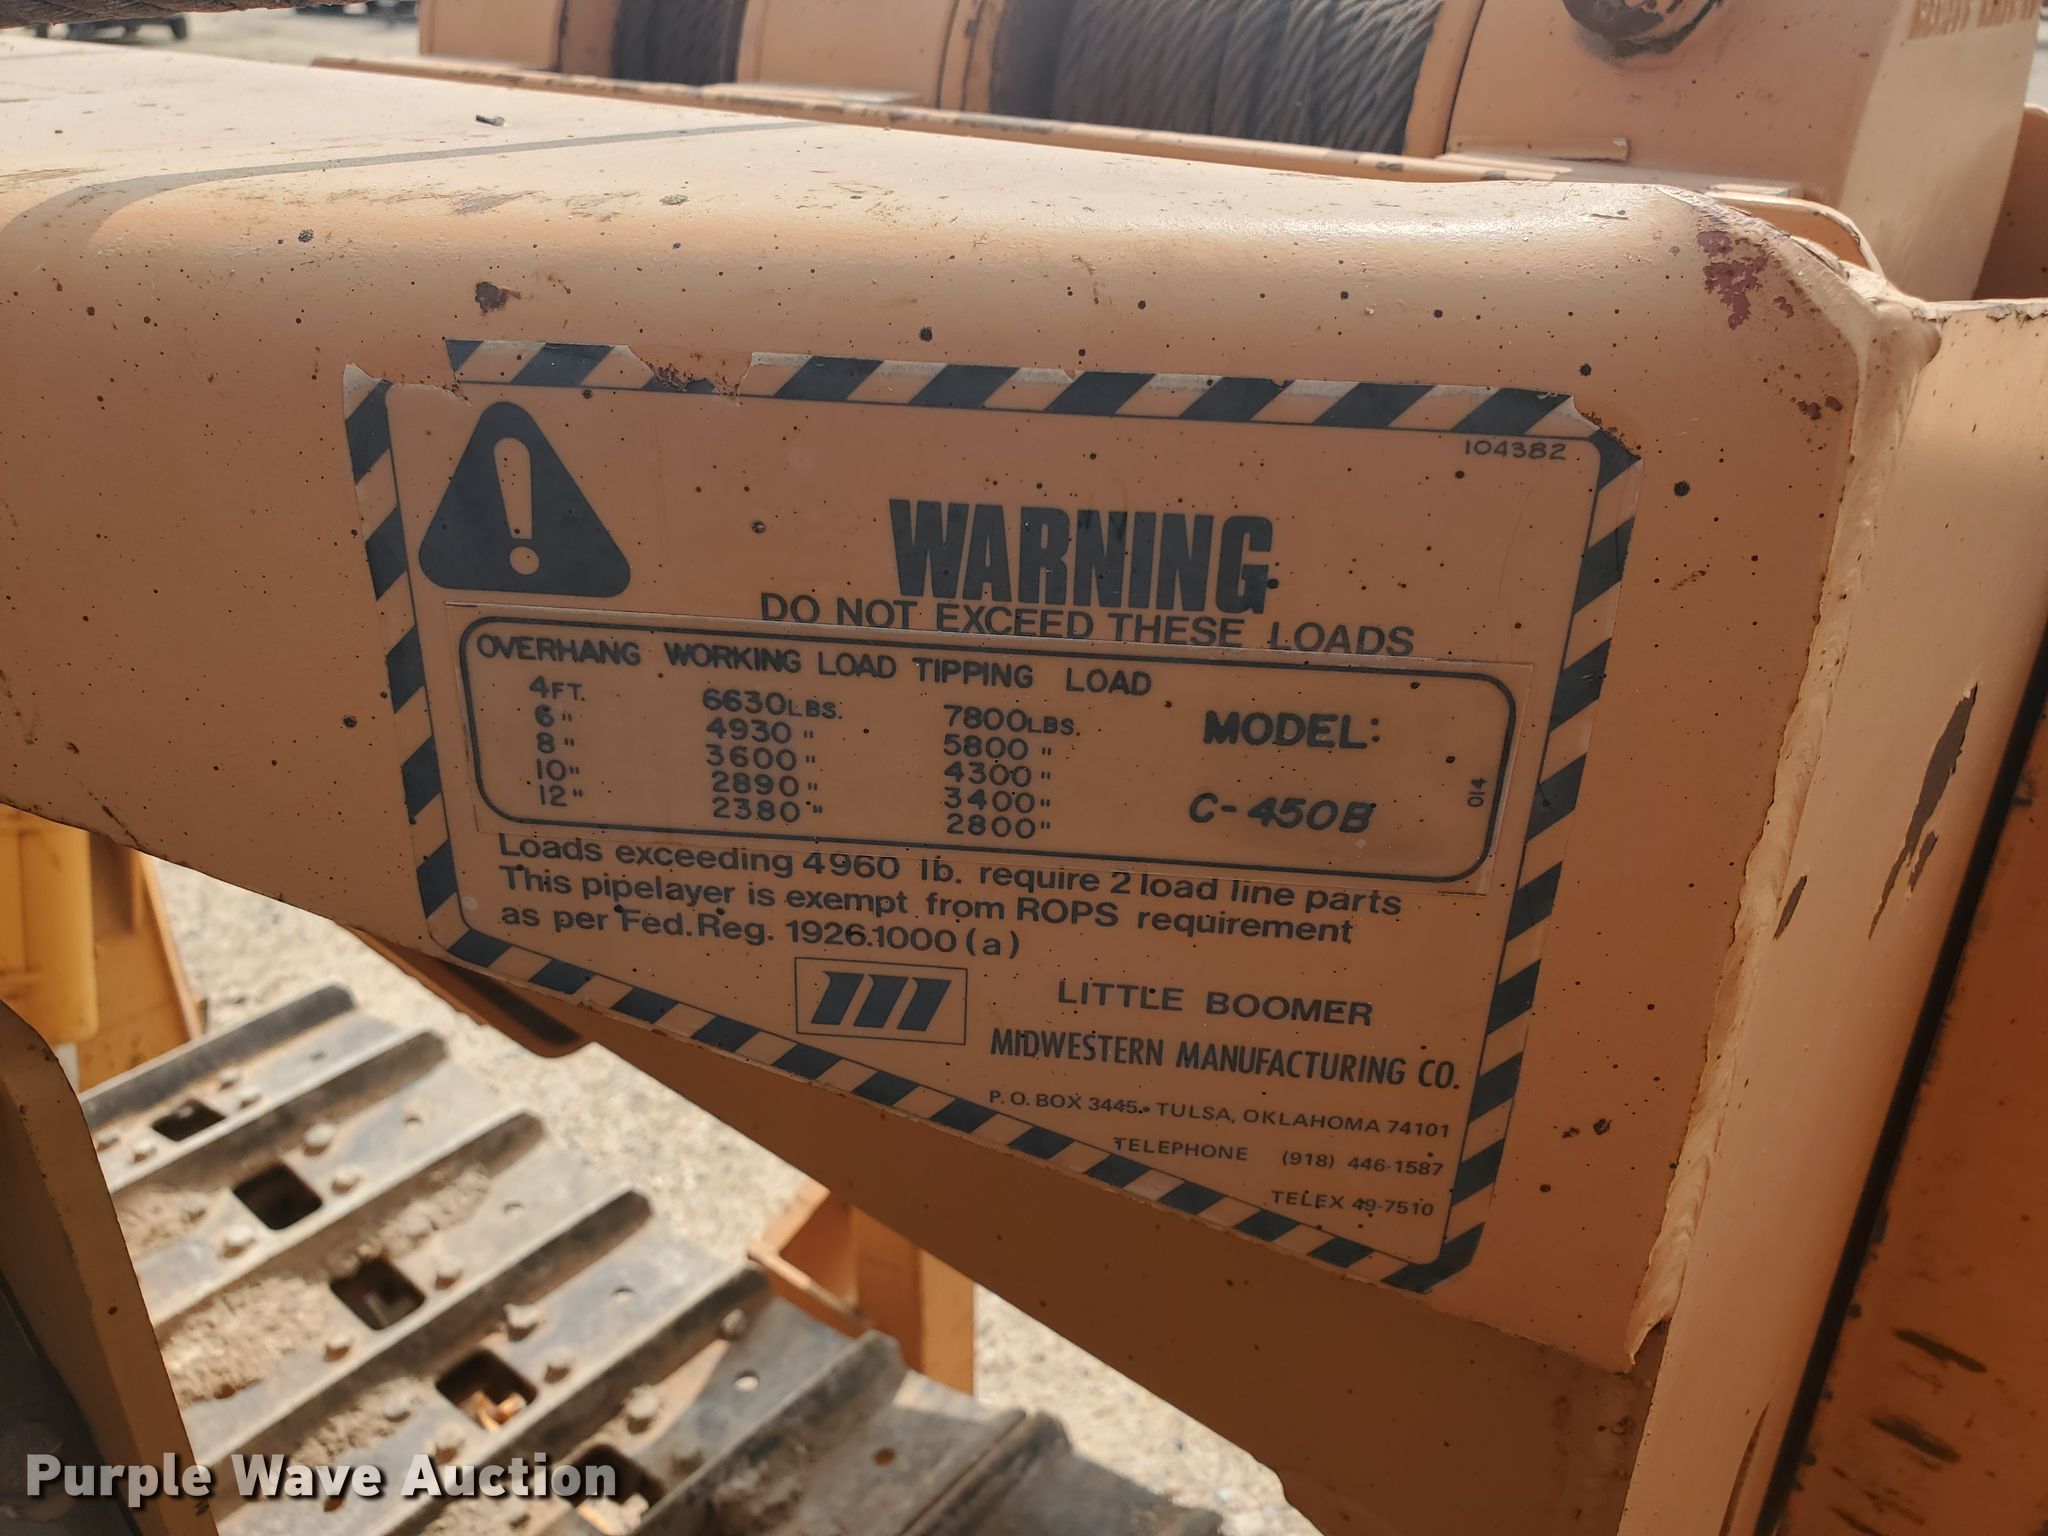 104382
WARNING
DO NOT EXCEED THESE LOADS
OVERHANG WORKING LOAD TIPPING LOAD
4FT. 6630LBS. 7800LBS.
6" 4930" 5800"
8" 3600" 4300"
10" 2890" 3400"
12" 2380" 2800"
MODEL:
C-450B
014
Loads exceeding 4960 lb. require 2 load line parts
This pipelayer is exempt from ROPS requirement
as per Fed. Reg. 1926.1000 (a)
LITTLE BOOMER
MIDWESTERN MANUFACTURING CO.
P. O. BOX 3445 • TULSA, OKLAHOMA 74101
TELEPHONE (918) 446-1587
TELEX 49-7510
Purple Wave Auction